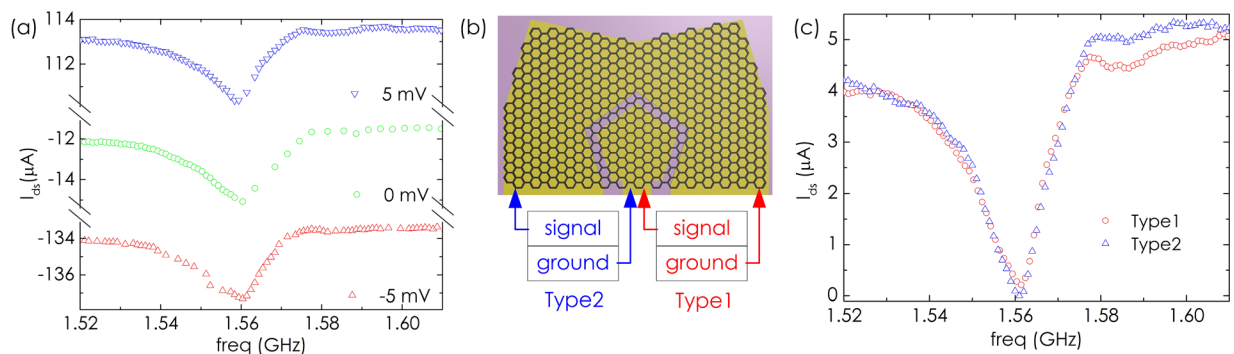 (a)
114
112
-12
-14
-134
-136
I_ds (μA)
5 mV
0 mV
-5 mV
1.52 1.54 1.56 1.58 1.60
freq (GHz)
(b)
signal
ground
Type2
signal
ground
Type1
(c)
5
4
3
2
1
0
I_ds (μA)
Type1
Type2
1.52 1.54 1.56 1.58 1.60
freq (GHz)